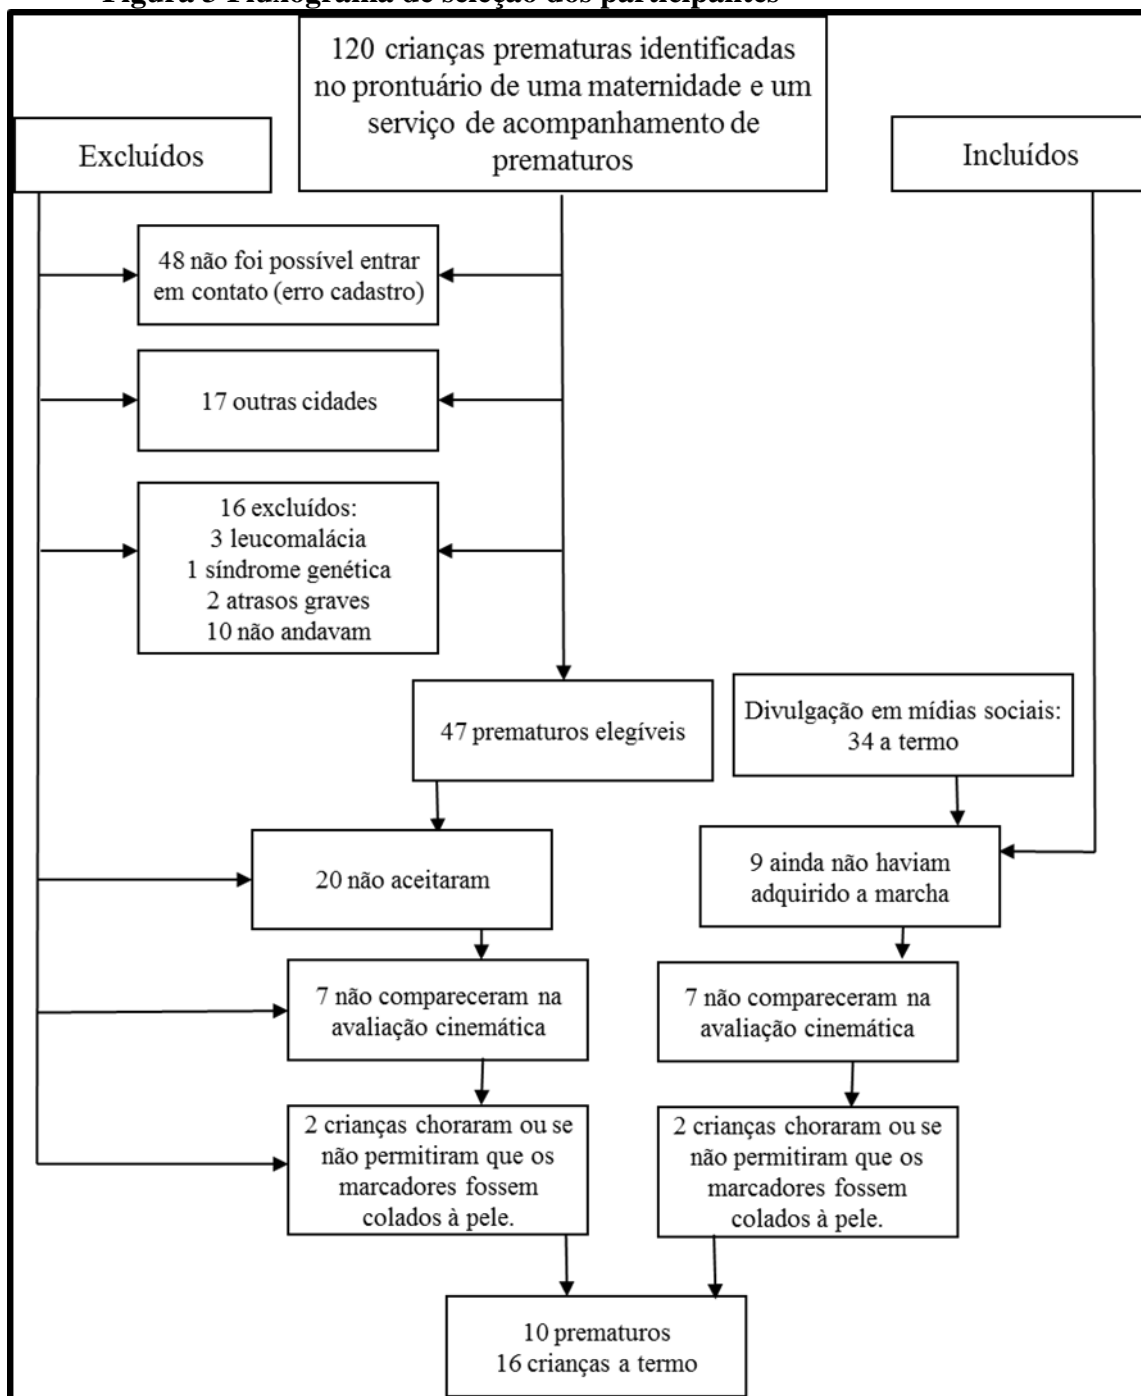 Figura 3 Fluxograma de seleção dos participantes
120 crianças prematuras identificadas
no prontuário de uma maternidade e um
serviço de acompanhamento de
prematuros
Excluídos
Incluídos
48 não foi possível entrar
em contato (erro cadastro)
17 outras cidades
16 excluídos:
3 leucomalácia
1 síndrome genética
2 atrasos graves
10 não andavam
47 prematuros elegíveis
Divulgação em mídias sociais:
34 a termo
20 não aceitaram
9 ainda não haviam
adquirido a marcha
7 não compareceram na
avaliação cinemática
7 não compareceram na
avaliação cinemática
2 crianças choraram ou se
não permitiram que os
marcadores fossem
colados à pele.
2 crianças choraram ou se
não permitiram que os
marcadores fossem
colados à pele.
10 prematuros
16 crianças a termo